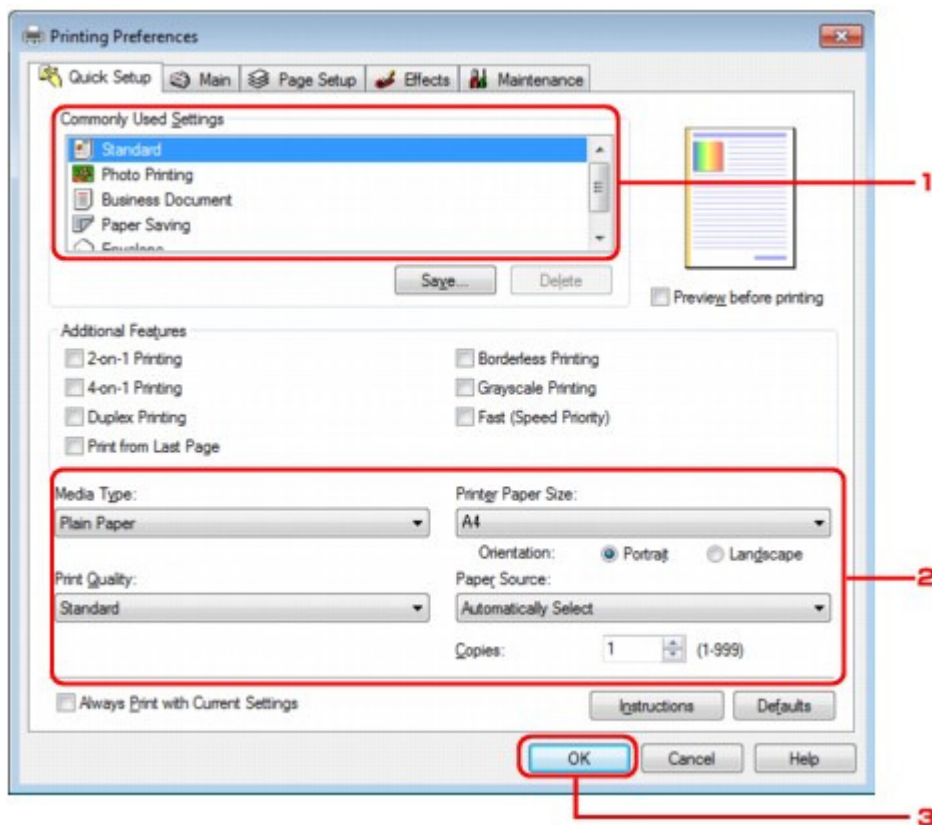 Printing Preferences
Quick Setup Main Page Setup Effects Maintenance
Commonly Used Settings
Standard
Photo Printing
Business Document
Paper Saving
Envelope
1
Save... Delete
Preview before printing
Additional Features
2-on-1 Printing
4-on-1 Printing
Duplex Printing
Print from Last Page
Borderless Printing
Grayscale Printing
Fast (Speed Priority)
Media Type:
Plain Paper
Printer Paper Size:
A4
Orientation: Portrait Landscape
Print Quality:
Standard
Paper Source:
Automatically Select
Copies: 1 (1-999)
2
Always Print with Current Settings
Instructions Defaults
OK Cancel Help
3